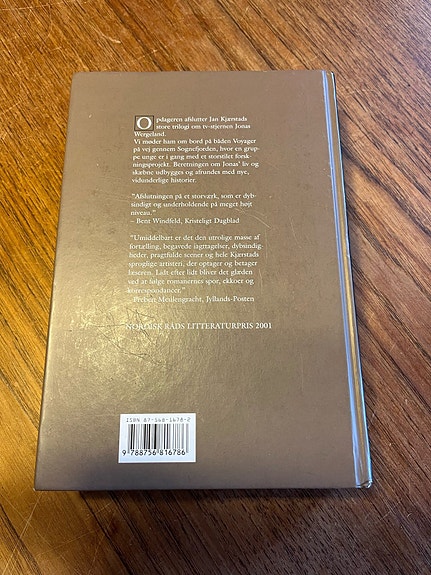 Opdageren afslutter Jan Kjærstads
store trilogi om tv-stjernen Jonas
Wergeland.
Vi møder ham om bord på båden Voyager
på vej gennem Sognefjorden, hvor en grup-
pe unge er i gang med et storstilet forsk-
ningsprojekt. Beretningen om Jonas' liv og
skæbne udbygges og afrundes med nye,
vidunderlige historier.
"Afslutningen på et storværk, som er dyb-
sindigt og underholdende på meget højt
niveau."
– Bent Windfeld, Kristeligt Dagblad
"Umiddelbart er det den utrolige masse af
fortælling, begavede iagttagelser, dybsindig-
heder, pragtfulde scener og hele Kjærstads
sproglige artisteri, der optager og betager
læseren. Lidt efter lidt bliver det glæden
ved at følge romanernes spor, ekkoer og
korrespondancer."
– Preben Meulengracht, Jyllands-Posten
NORDISK RÅDS LITTERATURPRIS 2001
ISBN 87-568-1678-2
9 788756 816786